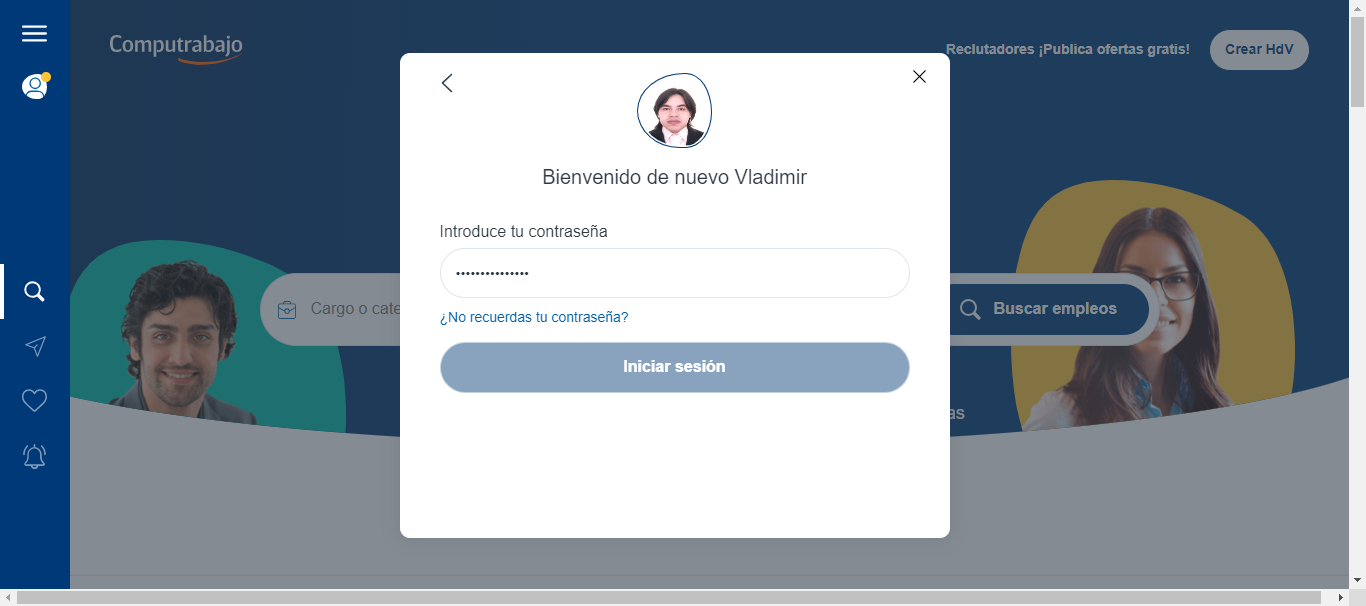 Computrabajo
Reclutadores ¡Publica ofertas gratis!
Crear HdV
Bienvenido de nuevo Vladimir
Introduce tu contraseña
•••••••••••••••
¿No recuerdas tu contraseña?
Iniciar sesión
Cargo o cate
Buscar empleos
as